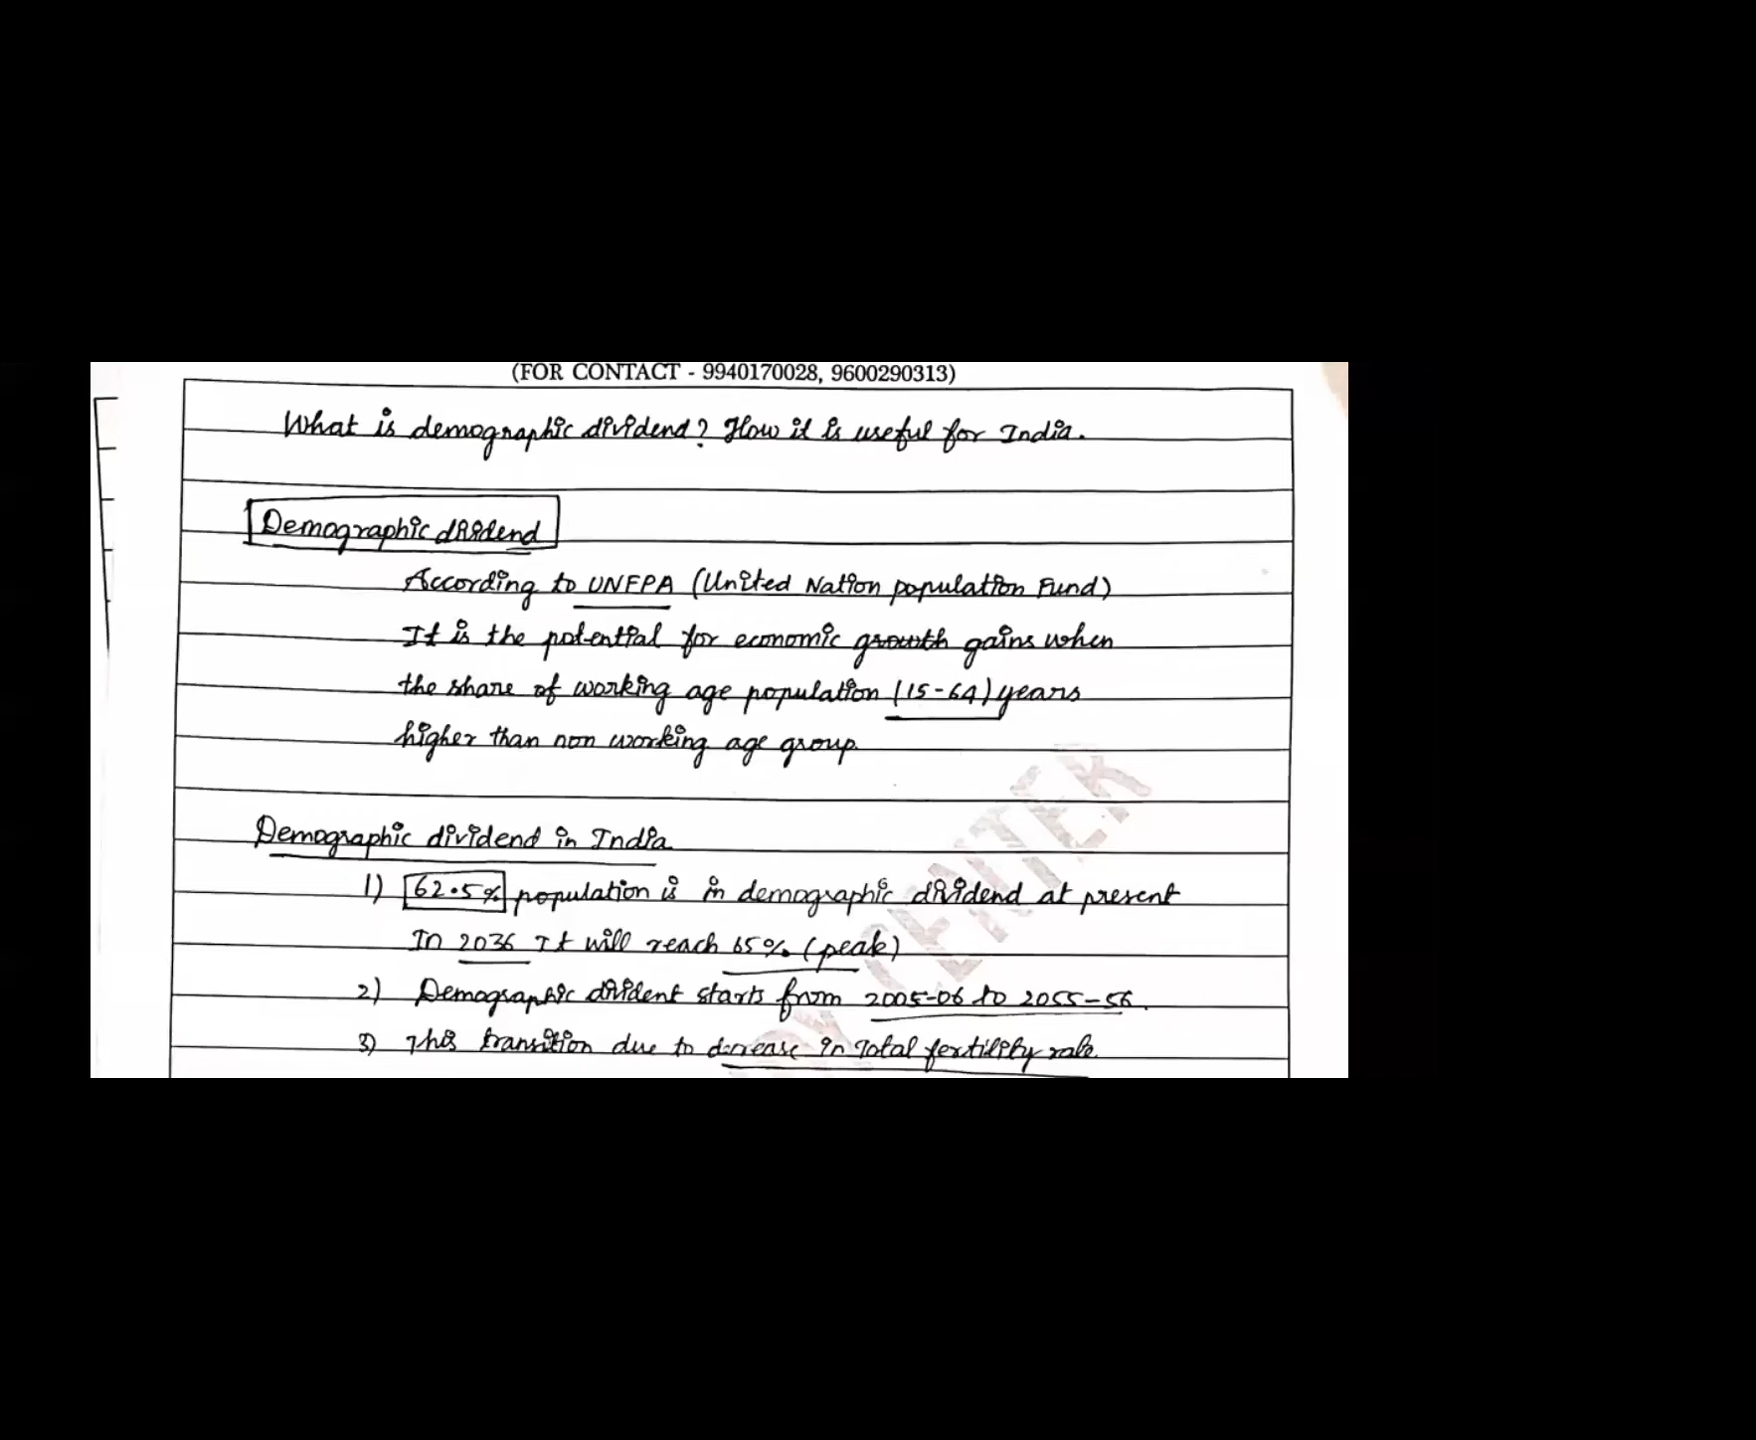 (FOR CONTACT - 9940170028, 9600290313)
What is demographic dividend? How it is useful for India.
Demographic dividend
According to UNFPA (United Nation population Fund)
It is the potential for economic growth gains when
the share of working age population (15-64) years
higher than non working age group.
Demographic dividend in India
1) 62.5% population is in demographic dividend at present
In 2036 It will reach 65% (peak)
2) Demographic divident starts from 2005-06 to 2055-56.
3) This transition due to decrease in Total fertility rate.
CENTER